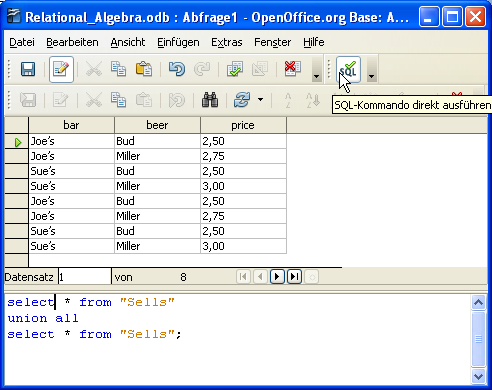 Relational_Algebra.odb : Abfrage1 - OpenOffice.org Base: A...
Datei Bearbeiten Ansicht Einfügen Extras Fenster Hilfe
SQL
SQL-Kommando direkt ausführen
bar beer price
Joe's Bud 2,50
Joe's Miller 2,75
Sue's Bud 2,50
Sue's Miller 3,00
Joe's Bud 2,50
Joe's Miller 2,75
Sue's Bud 2,50
Sue's Miller 3,00
Datensatz 1 von 8
select * from "Sells"
union all
select * from "Sells";